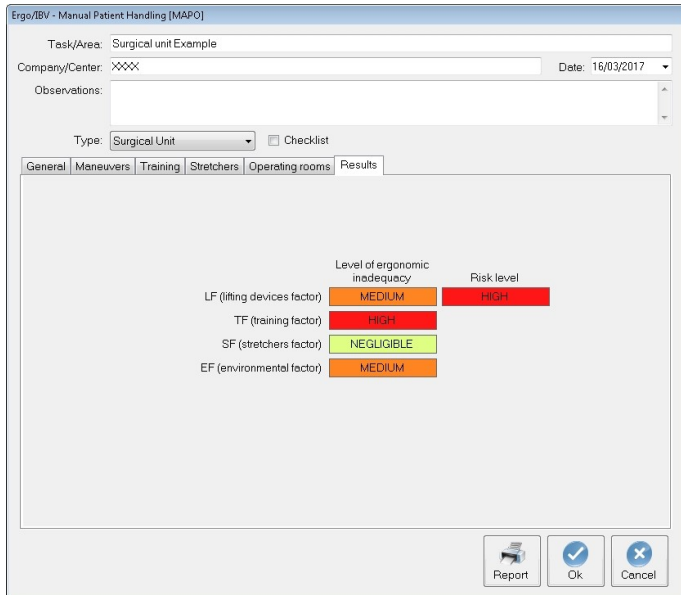 Ergo/IBV - Manual Patient Handling [MAPO]
Task/Area: Surgical unit Example
Company/Center: XXXX Date: 16/03/2017
Observations:
Type: Surgical Unit Checklist
General Maneuvers Training Stretchers Operating rooms Results
Level of ergonomic
inadequacy Risk level
LF (lifting devices factor) MEDIUM HIGH
TF (training factor) HIGH
SF (stretchers factor) NEGLIGIBLE
EF (environmental factor) MEDIUM
Report Ok Cancel